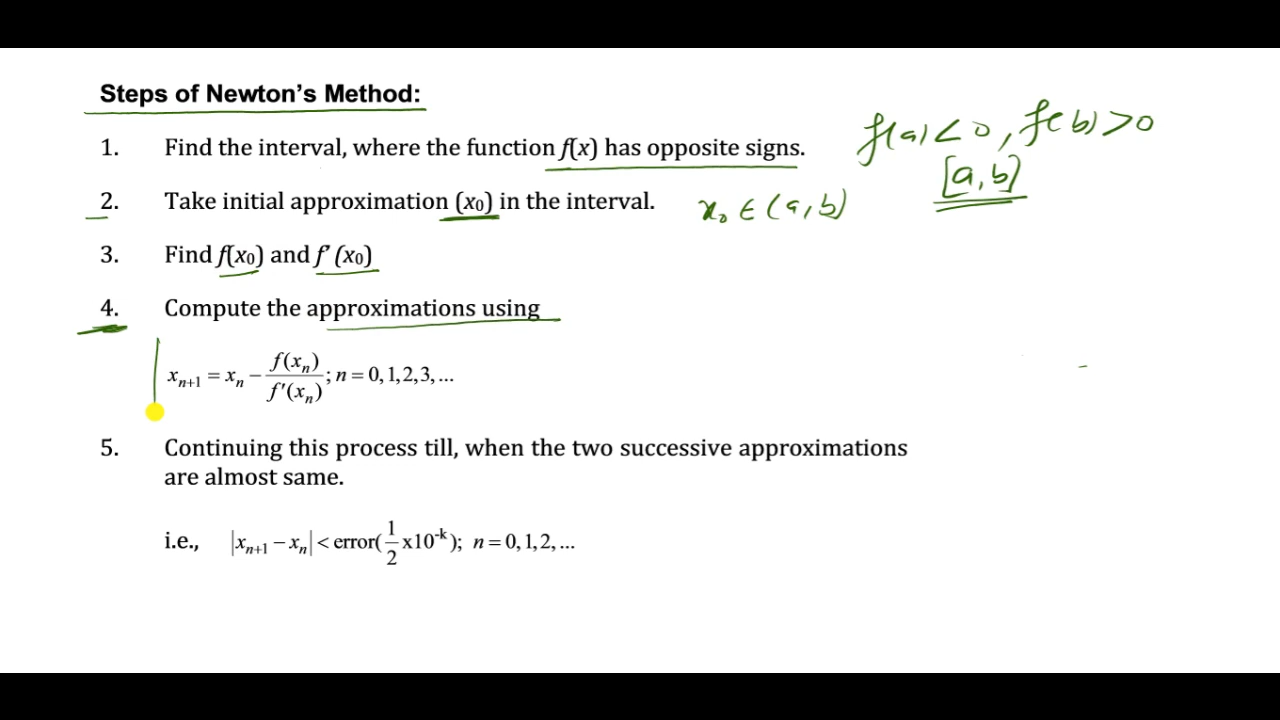 Steps of Newton's Method:
f(a) < 0, f(b) > 0
1. Find the interval, where the function f(x) has opposite signs.
[a, b]
2. Take initial approximation (x₀) in the interval.
x₀ ∈ (a, b)
3. Find f(x₀) and f' (x₀)
4. Compute the approximations using
xₙ₊₁ = xₙ − f(xₙ)/f'(xₙ) ; n = 0, 1, 2, 3, ...
5. Continuing this process till, when the two successive approximations
are almost same.
i.e., |xₙ₊₁ − xₙ| < error(1/2 x10⁻ᵏ); n = 0, 1, 2, ...